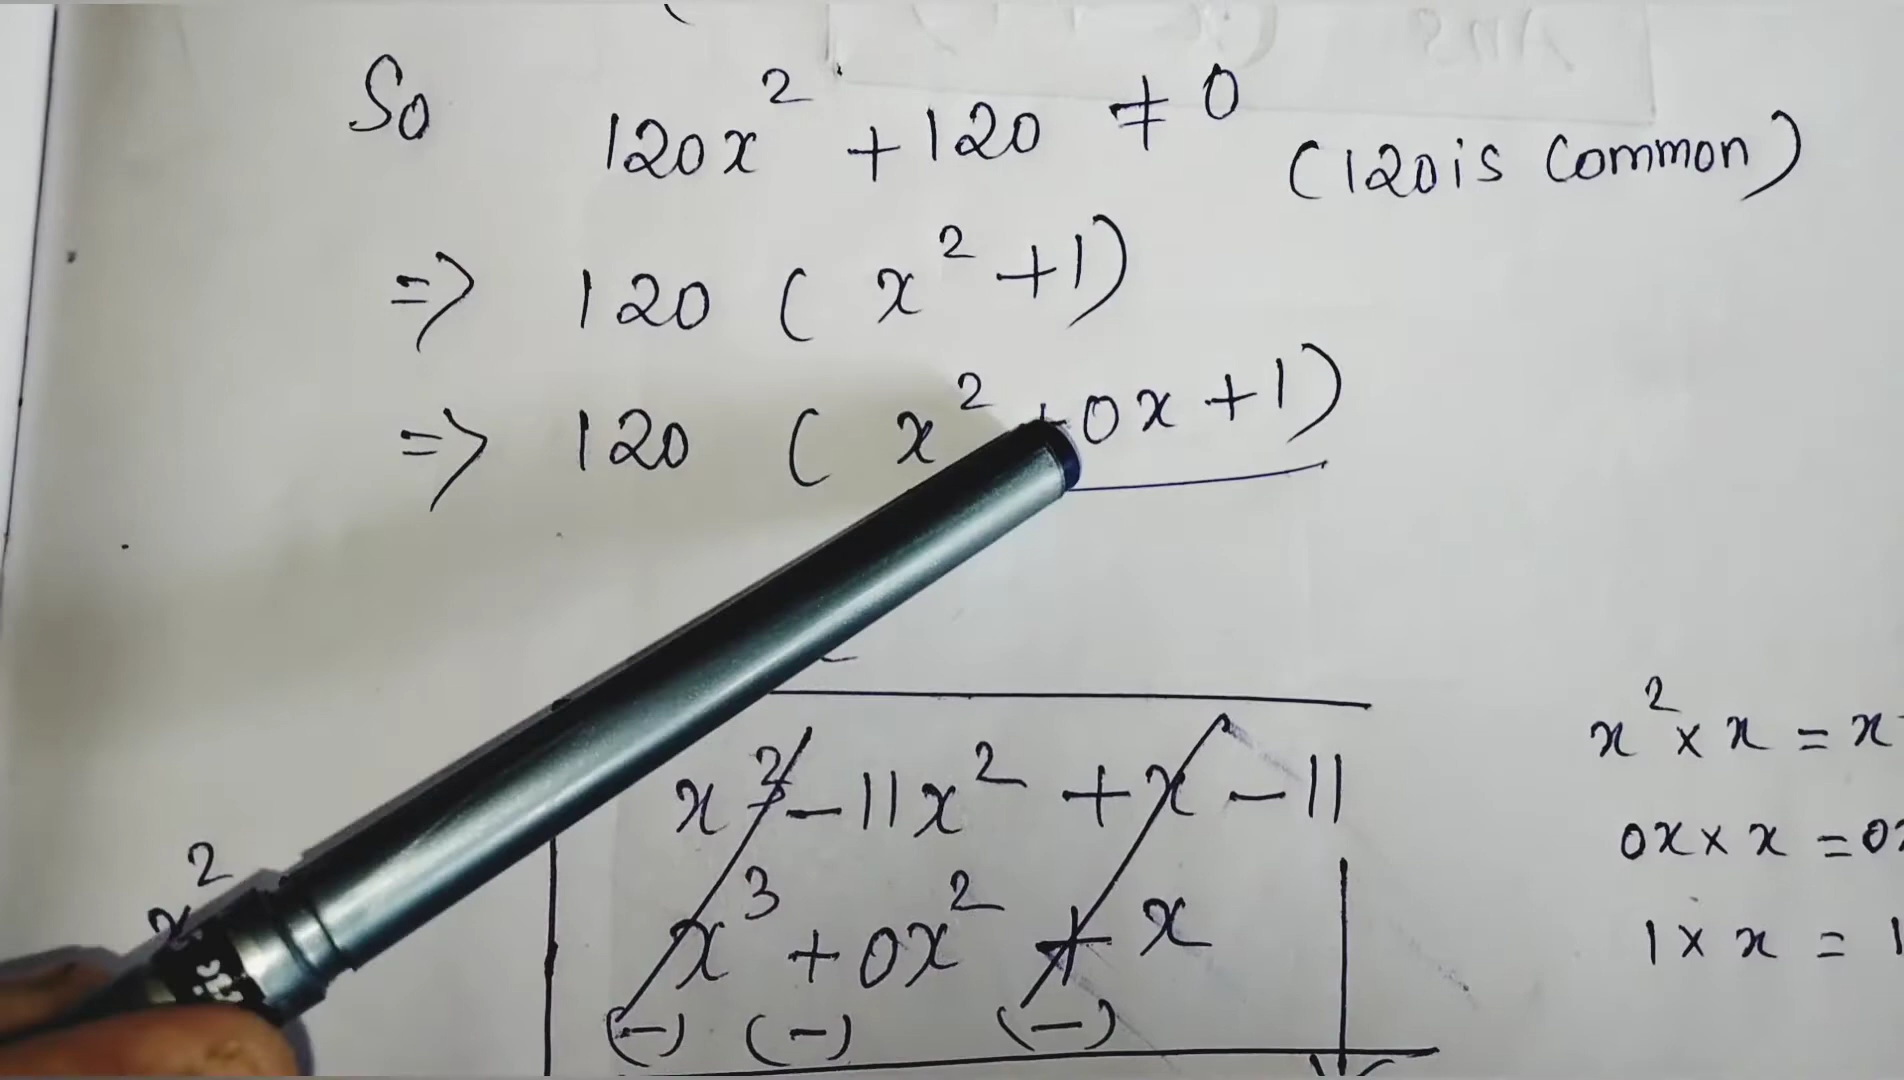 So 120x² + 120 ≠ 0 (120 is common)
=> 120 ( x² + 1)
=> 120 ( x² + 0x + 1)
x³ - 11x² + x - 11
x² × x = x
x³ + 0x² + x
0x × x = 0
(-) (-) (-)
1 × x = 1
x²